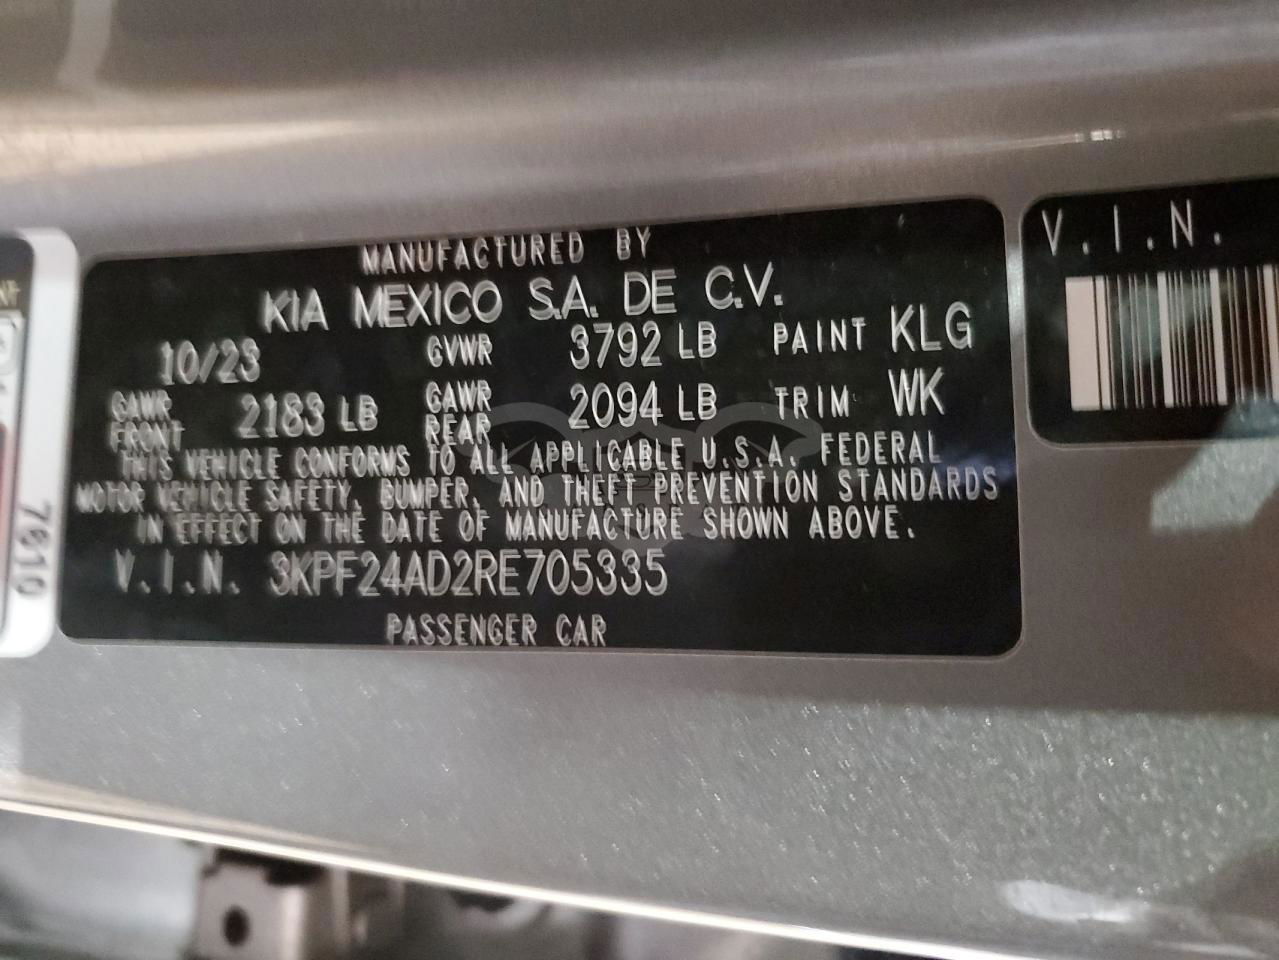 MANUFACTURED BY
KIA MEXICO S.A. DE C.V.
10/23 GVWR 3792 LB PAINT KLG
GAWR FRONT 2183 LB GAWR REAR 2094 LB TRIM WK
THIS VEHICLE CONFORMS TO ALL APPLICABLE U.S.A. FEDERAL
MOTOR VEHICLE SAFETY, BUMPER, AND THEFT PREVENTION STANDARDS
IN EFFECT ON THE DATE OF MANUFACTURE SHOWN ABOVE.
V.I.N. 3KPF24AD2RE705335
PASSENGER CAR
V.I.N.
7610